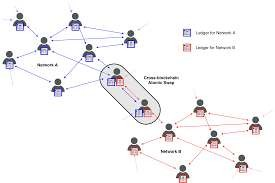 Ledger for Network A
Ledger for Network B
Network A
Cross-blockchain
Atomic Swap
Network B